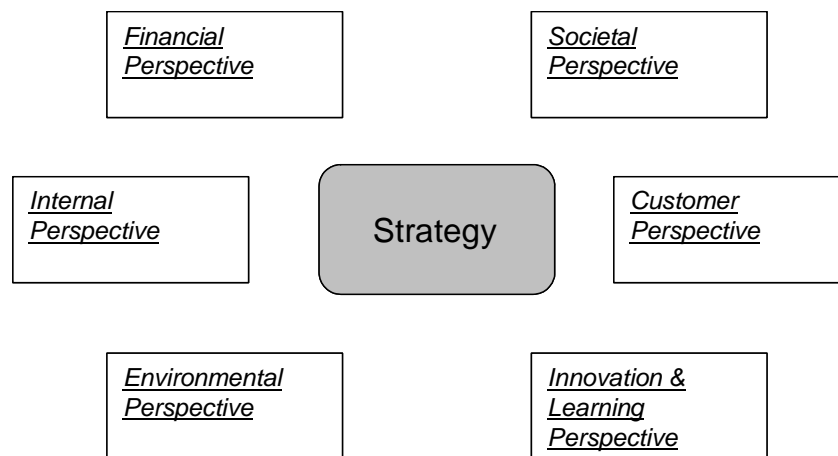 Financial
Perspective
Societal
Perspective
Internal
Perspective
Strategy
Customer
Perspective
Environmental
Perspective
Innovation &
Learning
Perspective